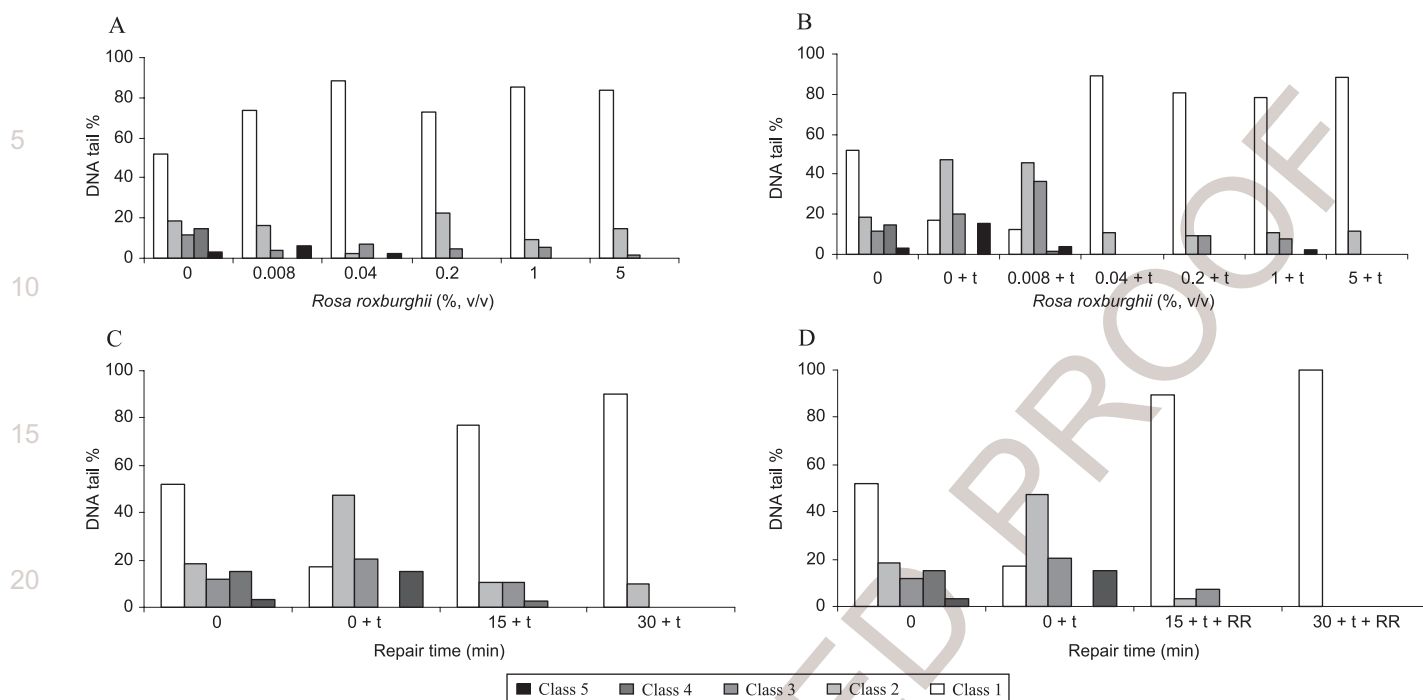 A
DNA tail %
100
80
60
40
20
0
0 0.008 0.04 0.2 1 5
Rosa roxburghii (%, v/v)
B
DNA tail %
100
80
60
40
20
0
0 0 + t 0.008 + t 0.04 + t 0.2 + t 1 + t 5 + t
Rosa roxburghii (%, v/v)
C
DNA tail %
100
80
60
40
20
0
0 0 + t 15 + t 30 + t
Repair time (min)
D
DNA tail %
100
80
60
40
20
0
0 0 + t 15 + t + RR 30 + t + RR
Repair time (min)
Class 5 Class 4 Class 3 Class 2 Class 1
5
10
15
20
ED PROOF